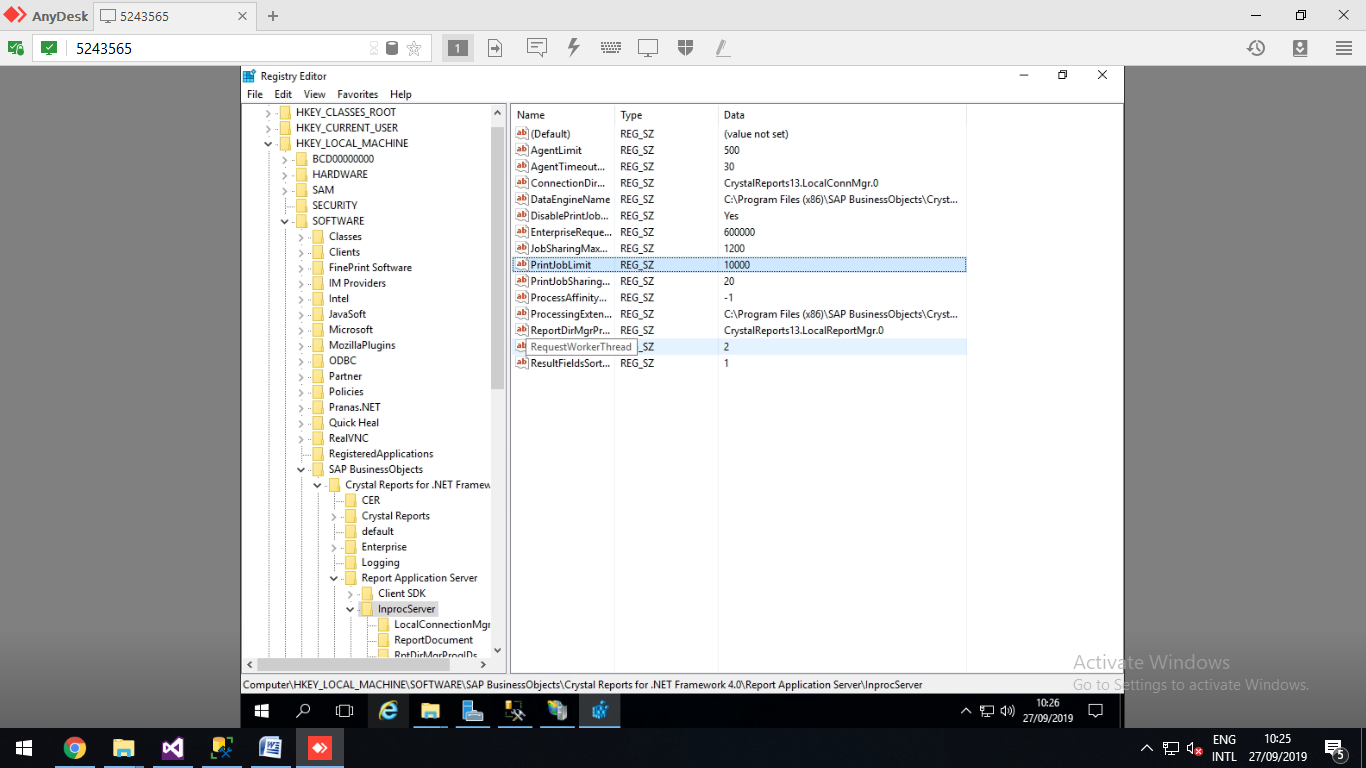 AnyDesk
5243565
5243565
1
Registry Editor
File Edit View Favorites Help
HKEY_CLASSES_ROOT
HKEY_CURRENT_USER
HKEY_LOCAL_MACHINE
BCD00000000
HARDWARE
SAM
SECURITY
SOFTWARE
Classes
Clients
FinePrint Software
IM Providers
Intel
JavaSoft
Microsoft
MozillaPlugins
ODBC
Partner
Policies
Pranas.NET
Quick Heal
RealVNC
RegisteredApplications
SAP BusinessObjects
Crystal Reports for .NET Framew
CER
Crystal Reports
default
Enterprise
Logging
Report Application Server
Client SDK
InprocServer
LocalConnectionMgr
ReportDocument
RptDirMgrProgIDs
Name Type Data
(Default) REG_SZ (value not set)
AgentLimit REG_SZ 500
AgentTimeout... REG_SZ 30
ConnectionDir... REG_SZ CrystalReports13.LocalConnMgr.0
DataEngineName REG_SZ C:\Program Files (x86)\SAP BusinessObjects\Cryst...
DisablePrintJob... REG_SZ Yes
EnterpriseReque... REG_SZ 600000
JobSharingMax... REG_SZ 1200
PrintJobLimit REG_SZ 10000
PrintJobSharing... REG_SZ 20
ProcessAffinity... REG_SZ -1
ProcessingExten... REG_SZ C:\Program Files (x86)\SAP BusinessObjects\Cryst...
ReportDirMgrPr... REG_SZ CrystalReports13.LocalReportMgr.0
RequestWorkerThread _SZ 2
ResultFieldsSort... REG_SZ 1
Computer\HKEY_LOCAL_MACHINE\SOFTWARE\SAP BusinessObjects\Crystal Reports for .NET Framework 4.0\Report Application Server\InprocServer
Activate Windows
Go to Settings to activate Windows.
10:26
27/09/2019
ENG
INTL
10:25
27/09/2019
5